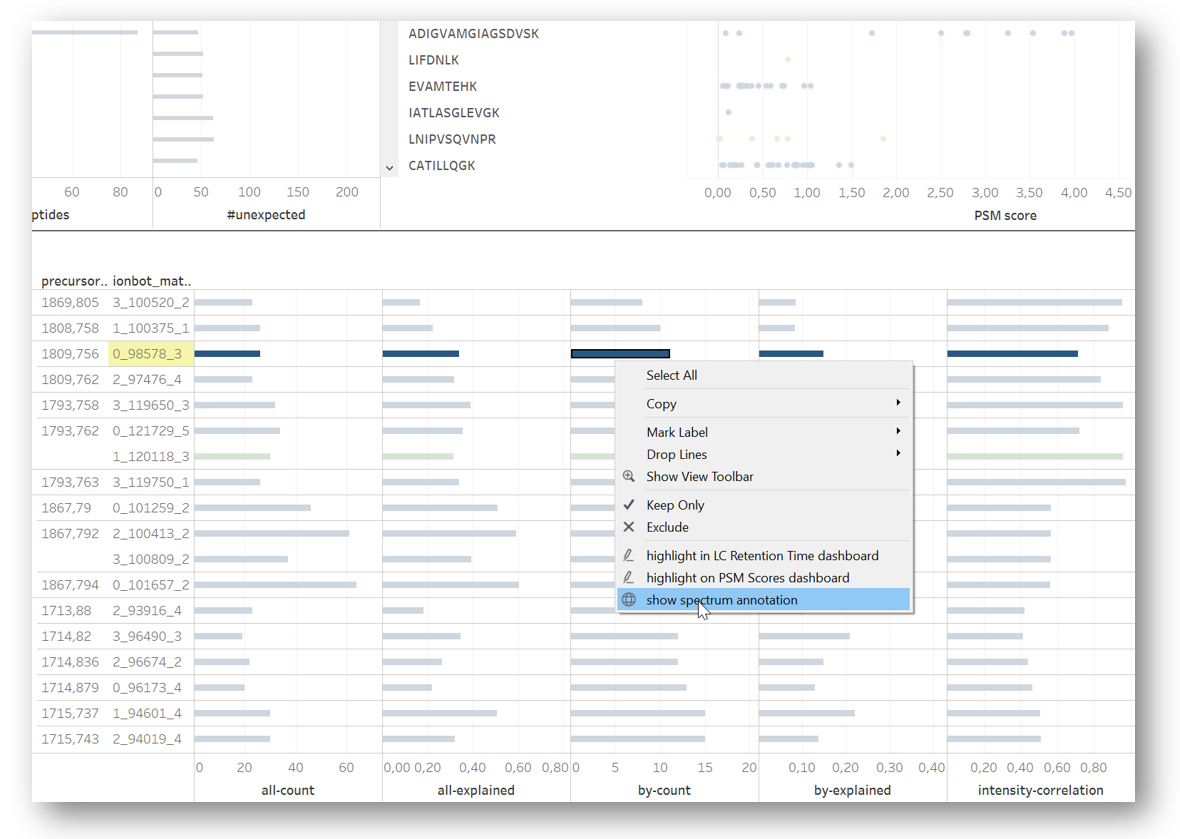 ADIGVAMGIAGSDVSK
LIFDNLK
EVAMTEHK
IATLASGLEVGK
LNIPVSQVNPR
CATILLQGK
60 80 0 50 100 150 200 0,00 0,50 1,00 1,50 2,00 2,50 3,00 3,50 4,00 4,50
ptides #unexpected PSM score
precursor.. ionbot_mat..
1869,805 3_100520_2
1808,758 1_100375_1
1809,756 0_98578_3
1809,762 2_97476_4
1793,758 3_119650_3
1793,762 0_121729_5
1_120118_3
1793,763 3_119750_1
1867,79 0_101259_2
1867,792 2_100413_2
3_100809_2
1867,794 0_101657_2
1713,88 2_93916_4
1714,82 3_96490_3
1714,836 2_96674_2
1714,879 0_96173_4
1715,737 1_94601_4
1715,743 2_94019_4
Select All
Copy
Mark Label
Drop Lines
Show View Toolbar
Keep Only
Exclude
highlight in LC Retention Time dashboard
highlight on PSM Scores dashboard
show spectrum annotation
0 20 40 60 0,00 0,20 0,40 0,60 0,80 0 5 10 15 20 0,10 0,20 0,30 0,40 0,20 0,40 0,60 0,80
all-count all-explained by-count by-explained intensity-correlation